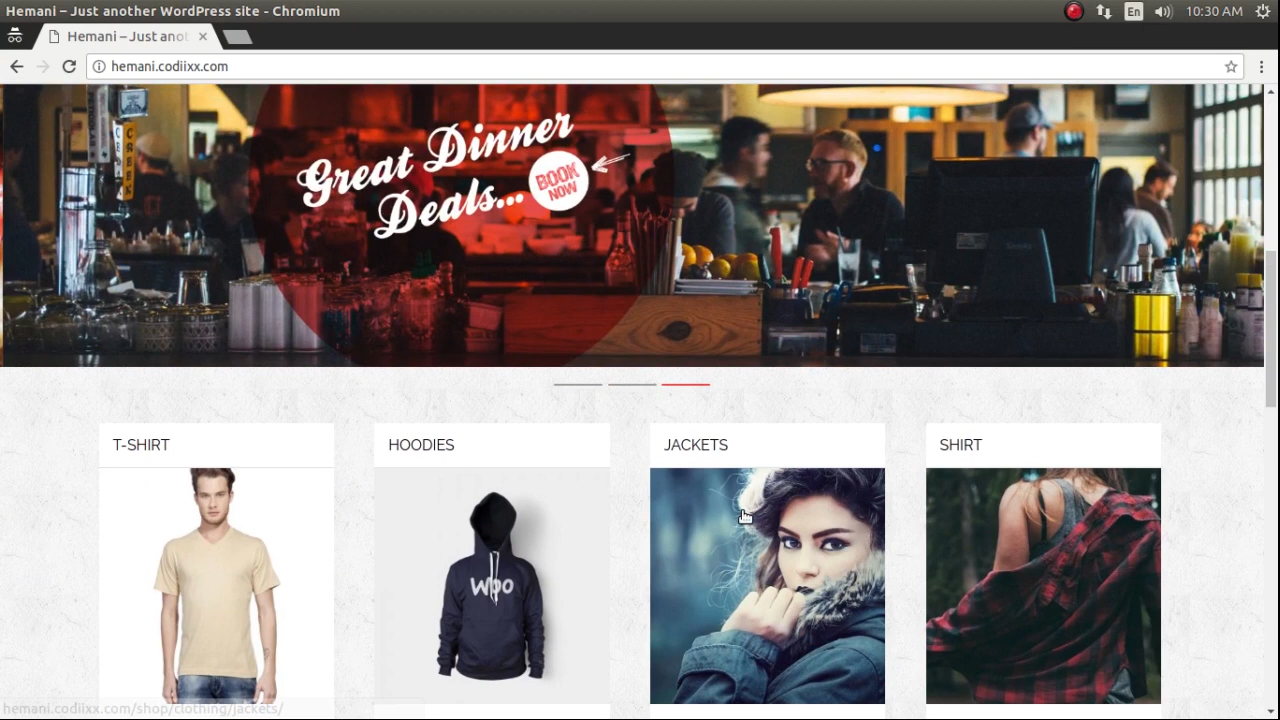 Hemani – Just another WordPress site - Chromium
En
10:30 AM
Hemani – Just anot
hemani.codiixx.com
Great Dinner
Deals...
BOOK
NOW
T-SHIRT
HOODIES
JACKETS
SHIRT
Woo
hemani.codiixx.com/shop/clothing/jackets/